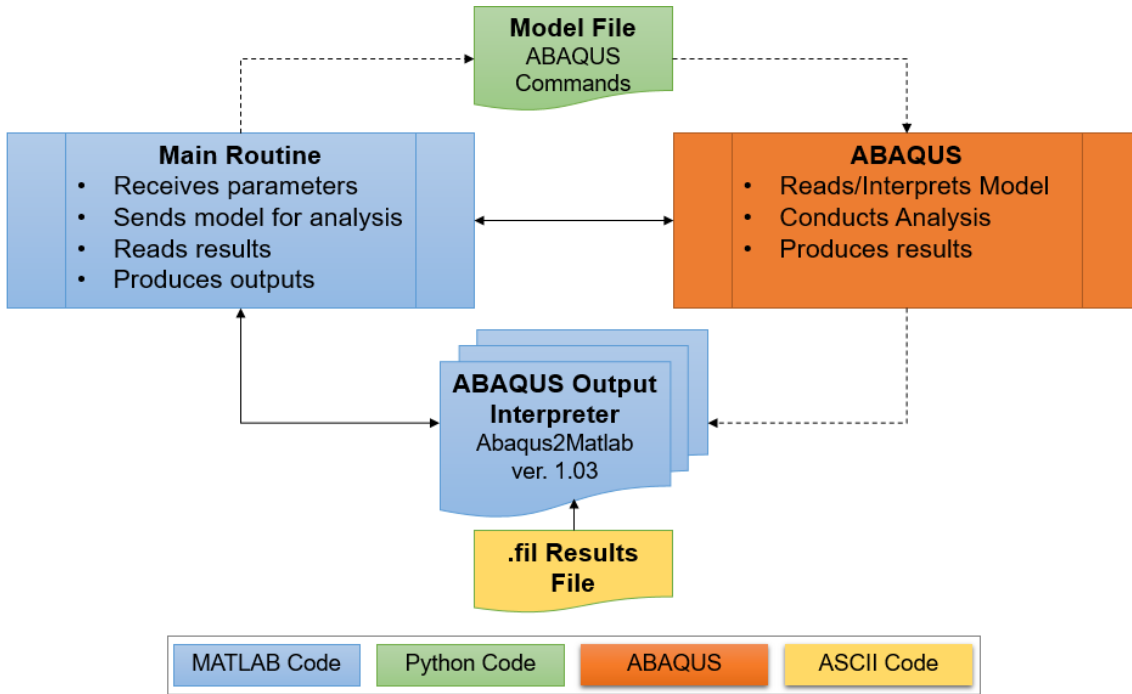 Model File
ABAQUS
Commands
Main Routine
• Receives parameters
• Sends model for analysis
• Reads results
• Produces outputs
ABAQUS
• Reads/Interprets Model
• Conducts Analysis
• Produces results
ABAQUS Output
Interpreter
Abaqus2Matlab
ver. 1.03
.fil Results
File
MATLAB Code
Python Code
ABAQUS
ASCII Code